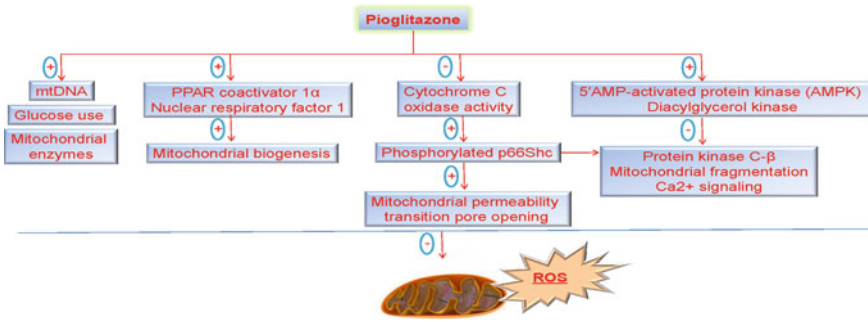 Pioglitazone
+
+
-
+
mtDNA
Glucose use
Mitochondrial
enzymes
PPAR coactivator 1α
Nuclear respiratory factor 1
+
Mitochondrial biogenesis
Cytochrome C
oxidase activity
+
Phosphorylated p66Shc
+
Mitochondrial permeability
transition pore opening
5'AMP-activated protein kinase (AMPK)
Diacylglycerol kinase
-
Protein kinase C-β
Mitochondrial fragmentation
Ca2+ signaling
-
ROS